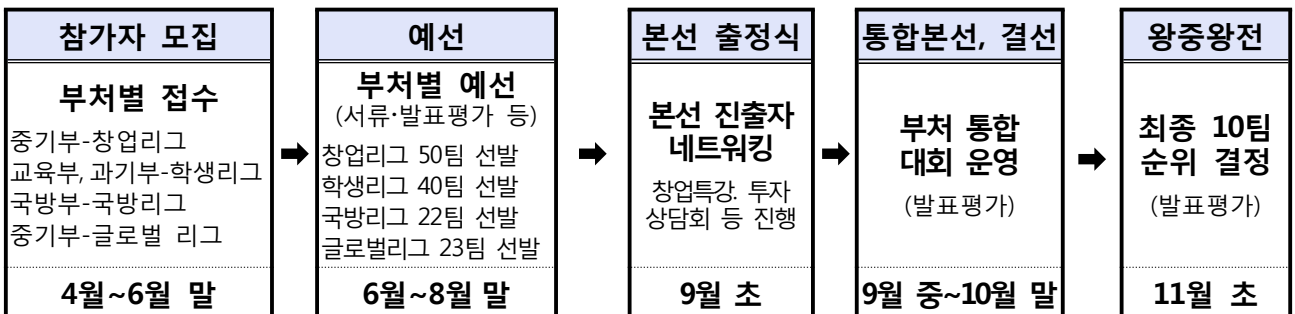 참가자 모집
부처별 접수
중기부-창업리그
교육부, 과기부-학생리그
국방부-국방리그
중기부-글로벌 리그
4월~6월 말
예선
부처별 예선
(서류·발표평가 등)
창업리그 50팀 선발
학생리그 40팀 선발
국방리그 22팀 선발
글로벌리그 23팀 선발
6월~8월 말
본선 출정식
본선 진출자
네트워킹
창업특강. 투자
상담회 등 진행
9월 초
통합본선, 결선
부처 통합
대회 운영
(발표평가)
9월 중~10월 말
왕중왕전
최종 10팀
순위 결정
(발표평가)
11월 초